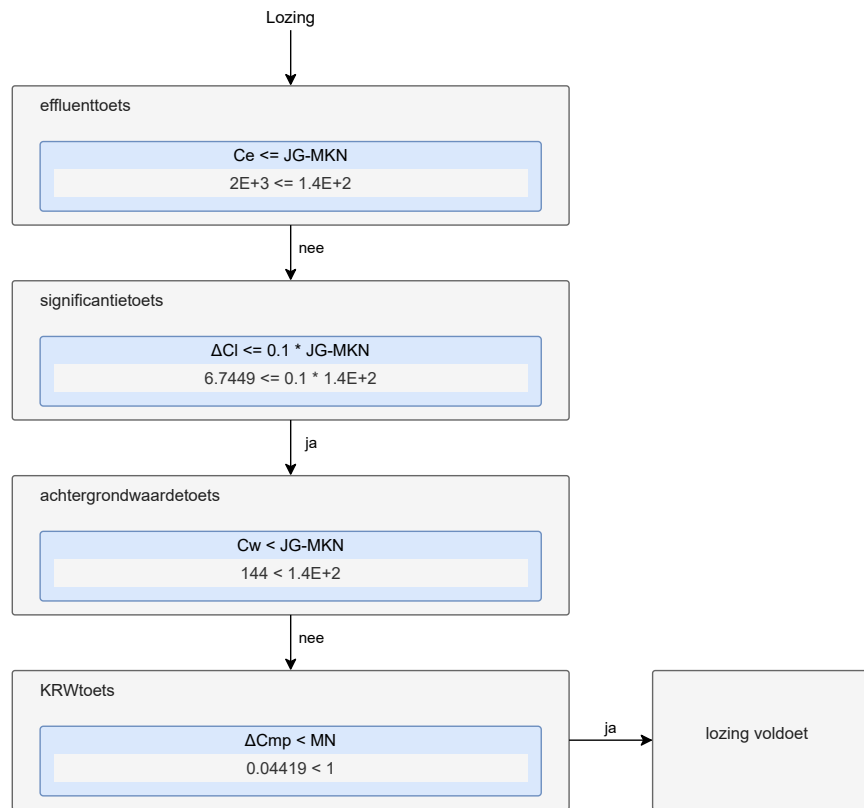 Lozing
effluenttoets
Ce <= JG-MKN
2E+3 <= 1.4E+2
nee
significantietoets
ΔCl <= 0.1 * JG-MKN
6.7449 <= 0.1 * 1.4E+2
ja
achtergrondwaardetoets
Cw < JG-MKN
144 < 1.4E+2
nee
KRWtoets
ΔCmp < MN
0.04419 < 1
ja
lozing voldoet